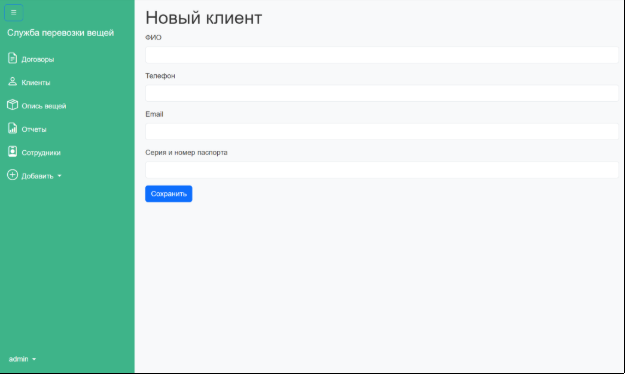 Служба перевозки вещей
Договоры
Клиенты
Опись вещей
Отчеты
Сотрудники
Добавить
admin
Новый клиент
ФИО
Телефон
Email
Серия и номер паспорта
Сохранить